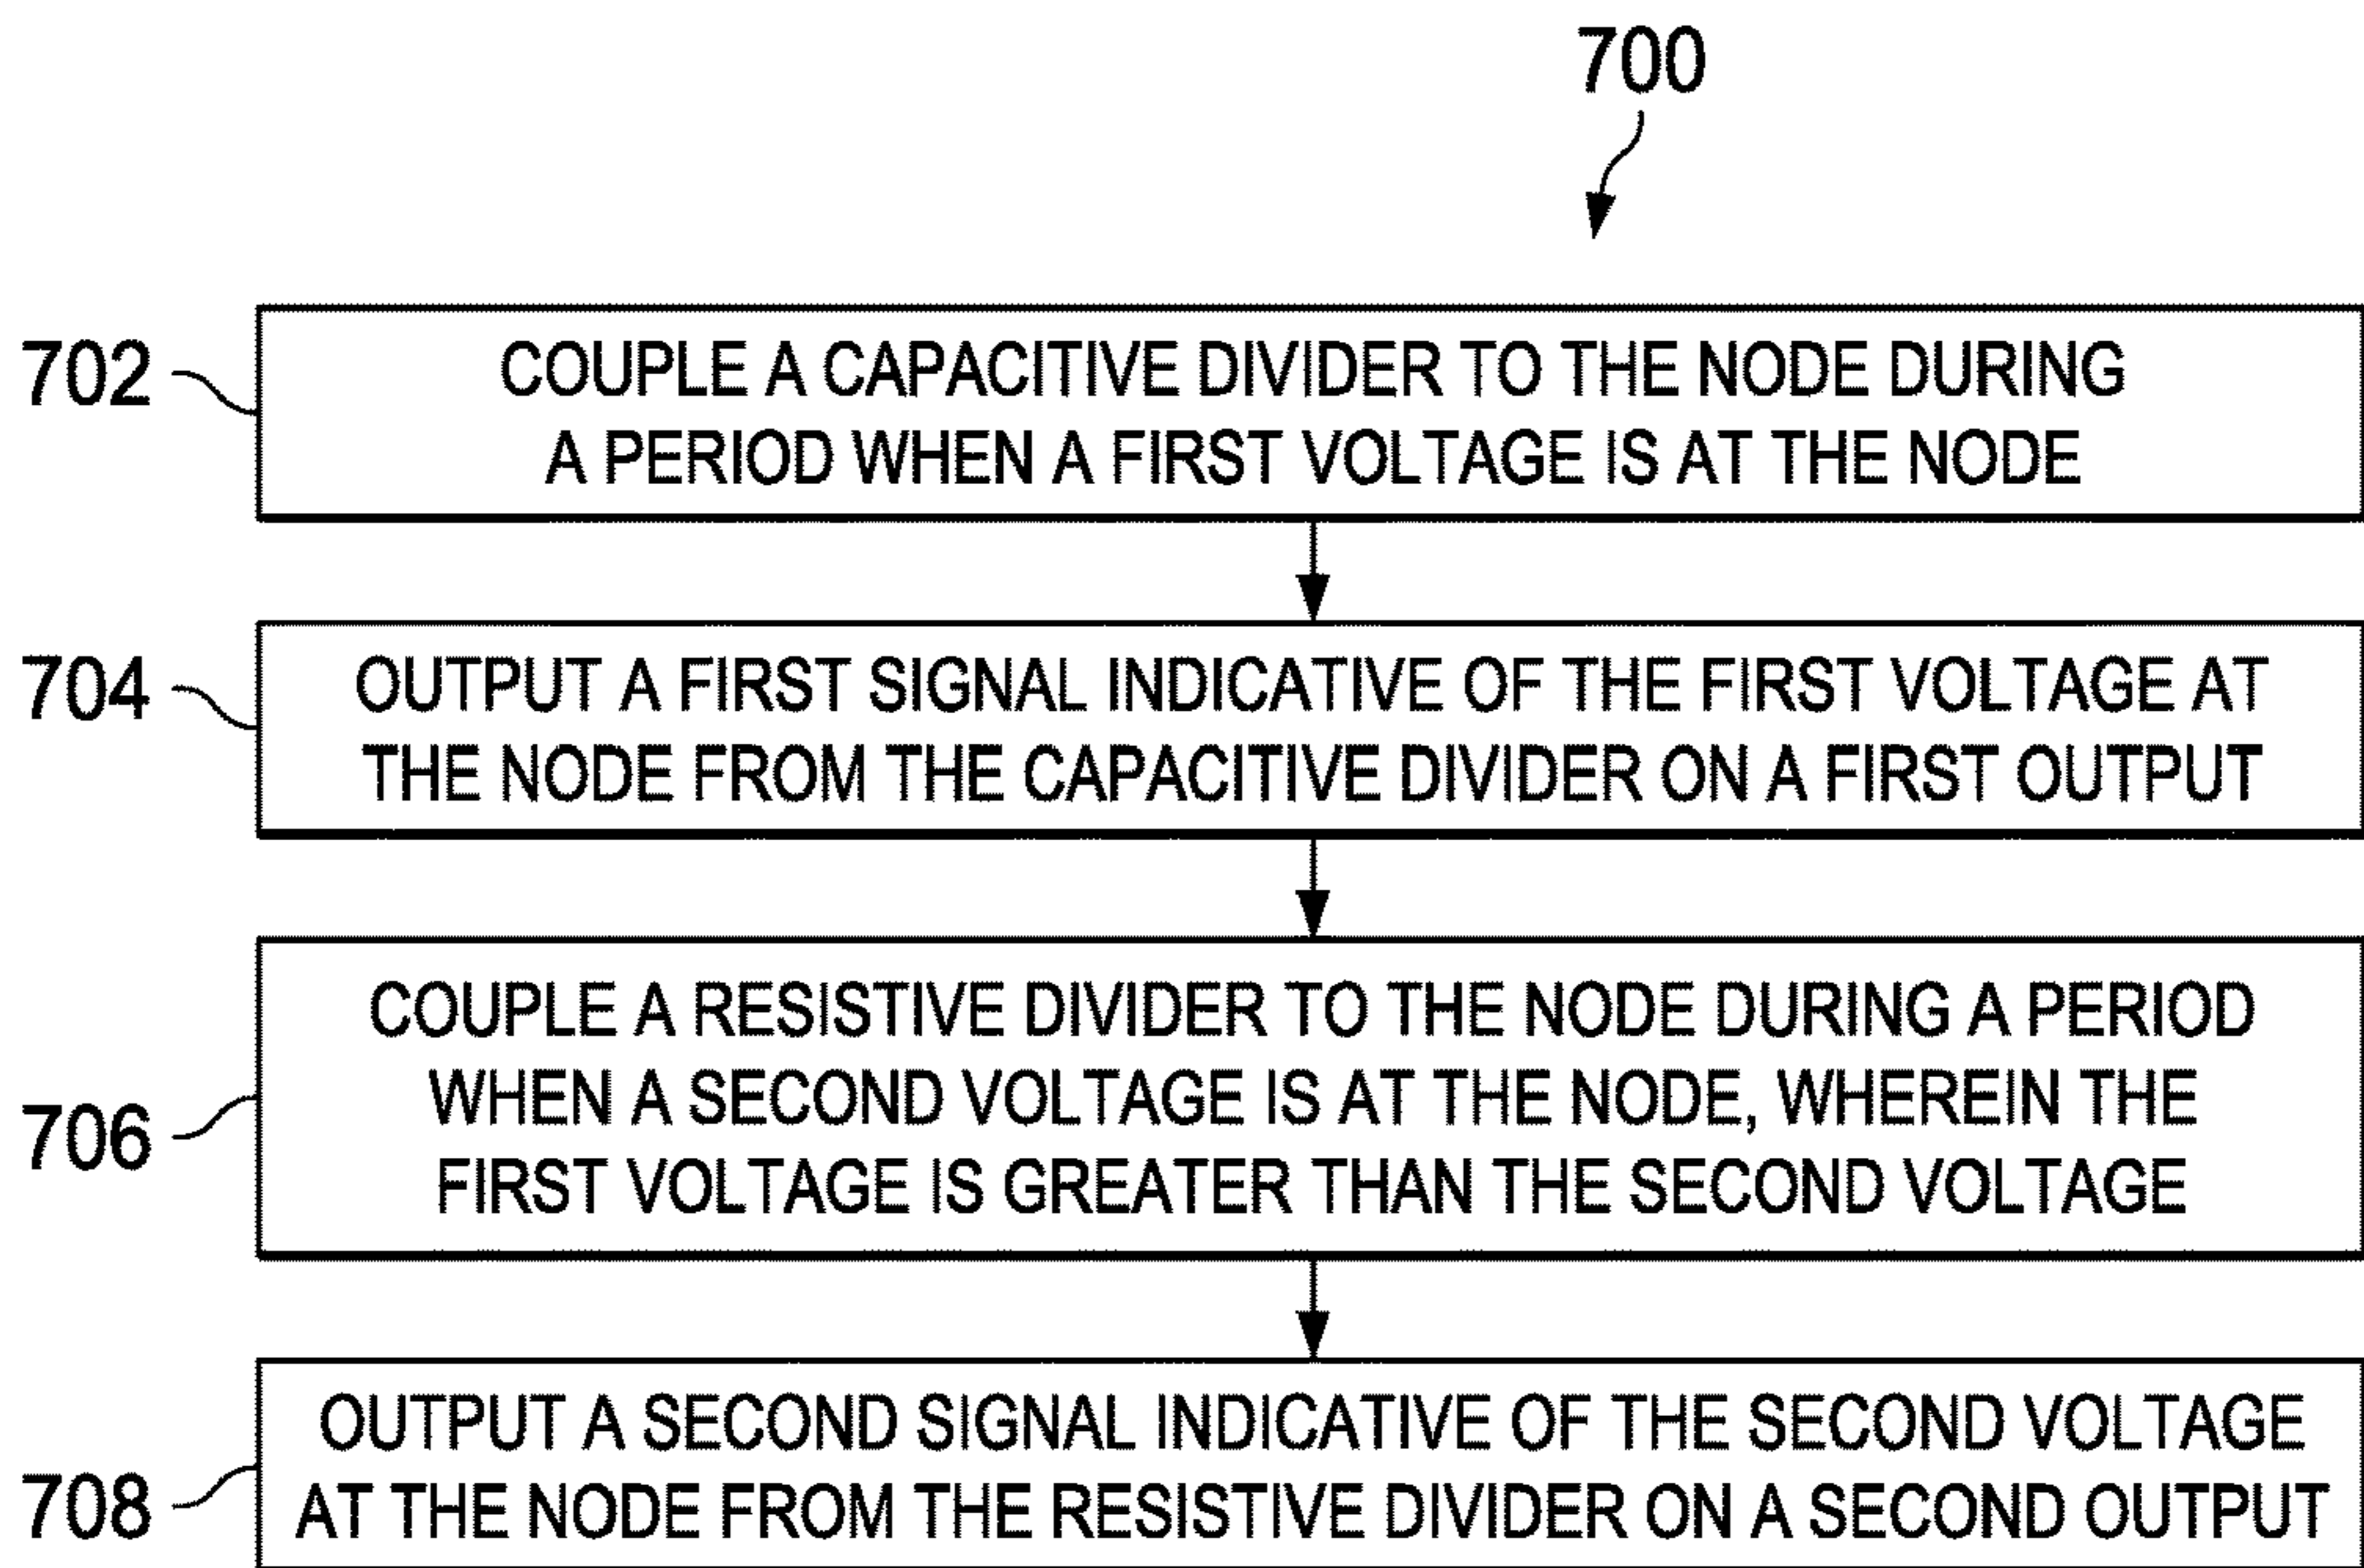 700
702
COUPLE A CAPACITIVE DIVIDER TO THE NODE DURING
A PERIOD WHEN A FIRST VOLTAGE IS AT THE NODE
704
OUTPUT A FIRST SIGNAL INDICATIVE OF THE FIRST VOLTAGE AT
THE NODE FROM THE CAPACITIVE DIVIDER ON A FIRST OUTPUT
706
COUPLE A RESISTIVE DIVIDER TO THE NODE DURING A PERIOD
WHEN A SECOND VOLTAGE IS AT THE NODE, WHEREIN THE
FIRST VOLTAGE IS GREATER THAN THE SECOND VOLTAGE
708
OUTPUT A SECOND SIGNAL INDICATIVE OF THE SECOND VOLTAGE
AT THE NODE FROM THE RESISTIVE DIVIDER ON A SECOND OUTPUT